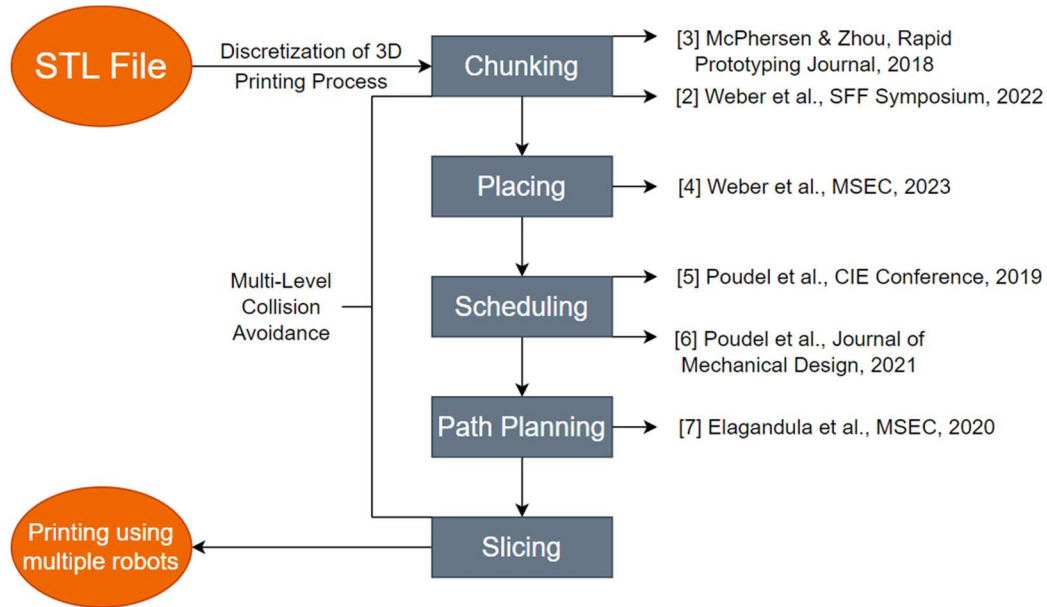 STL File
Discretization of 3D
Printing Process
Chunking
[3] McPhersen & Zhou, Rapid
Prototyping Journal, 2018
[2] Weber et al., SFF Symposium, 2022
Placing
[4] Weber et al., MSEC, 2023
Multi-Level
Collision
Avoidance
Scheduling
[5] Poudel et al., CIE Conference, 2019
[6] Poudel et al., Journal of
Mechanical Design, 2021
Path Planning
[7] Elagandula et al., MSEC, 2020
Slicing
Printing using
multiple robots